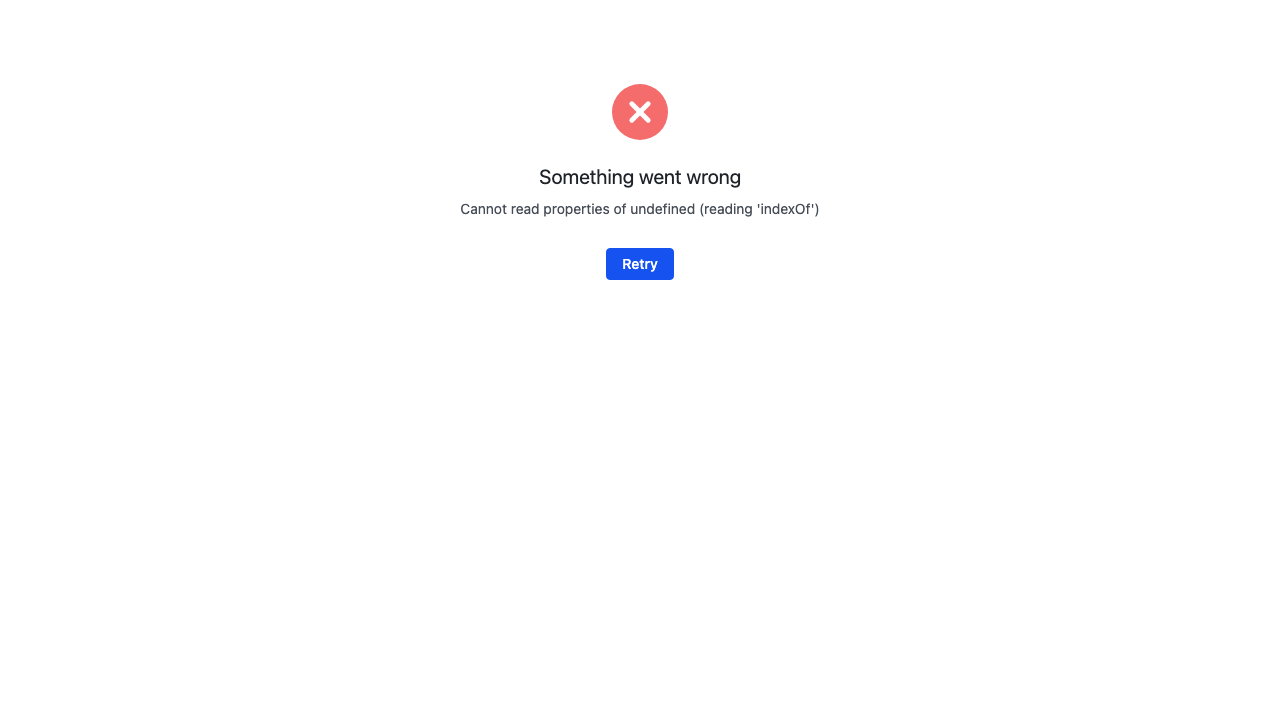 Something went wrong
Cannot read properties of undefined (reading 'indexOf')
Retry